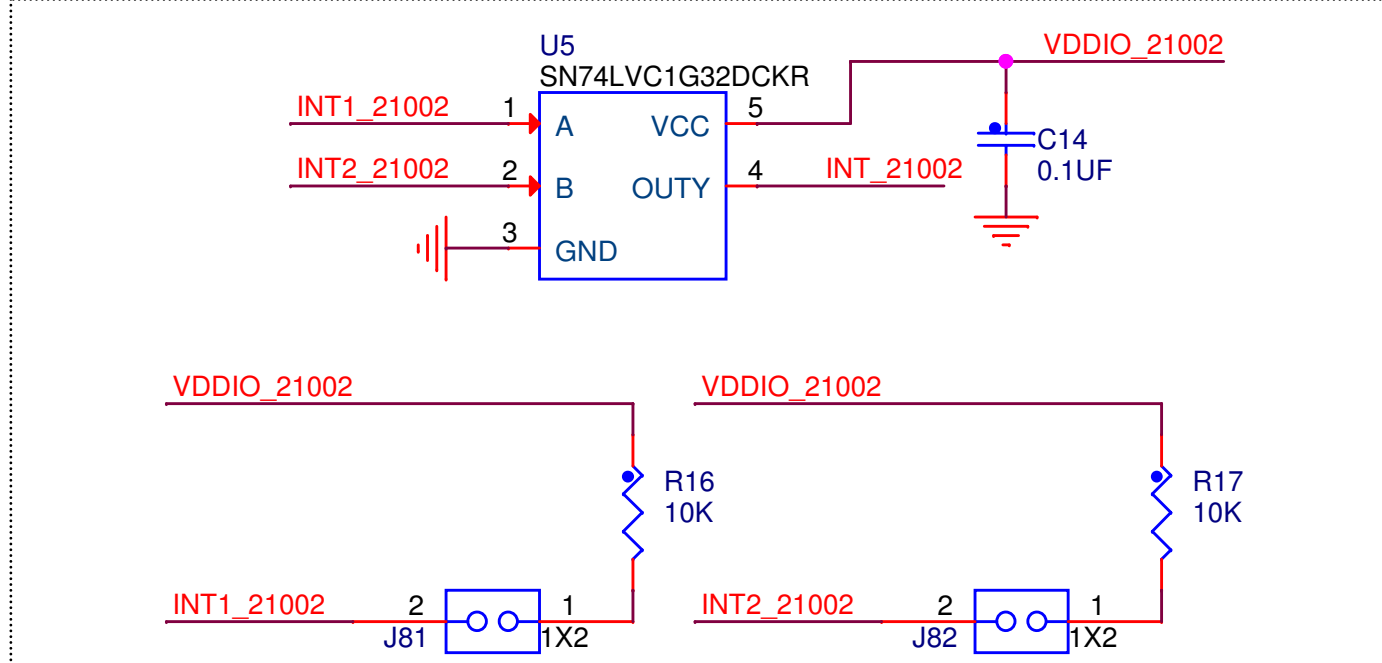 U5
SN74LVC1G32DCKR
VDDIO_21002
INT1_21002
1
A
VCC
5
C14
0.1UF
INT2_21002
2
B
OUTY
4
INT_21002
3
GND
VDDIO_21002
VDDIO_21002
R16
10K
R17
10K
INT1_21002
2
1
J81
1X2
INT2_21002
2
1
J82
1X2